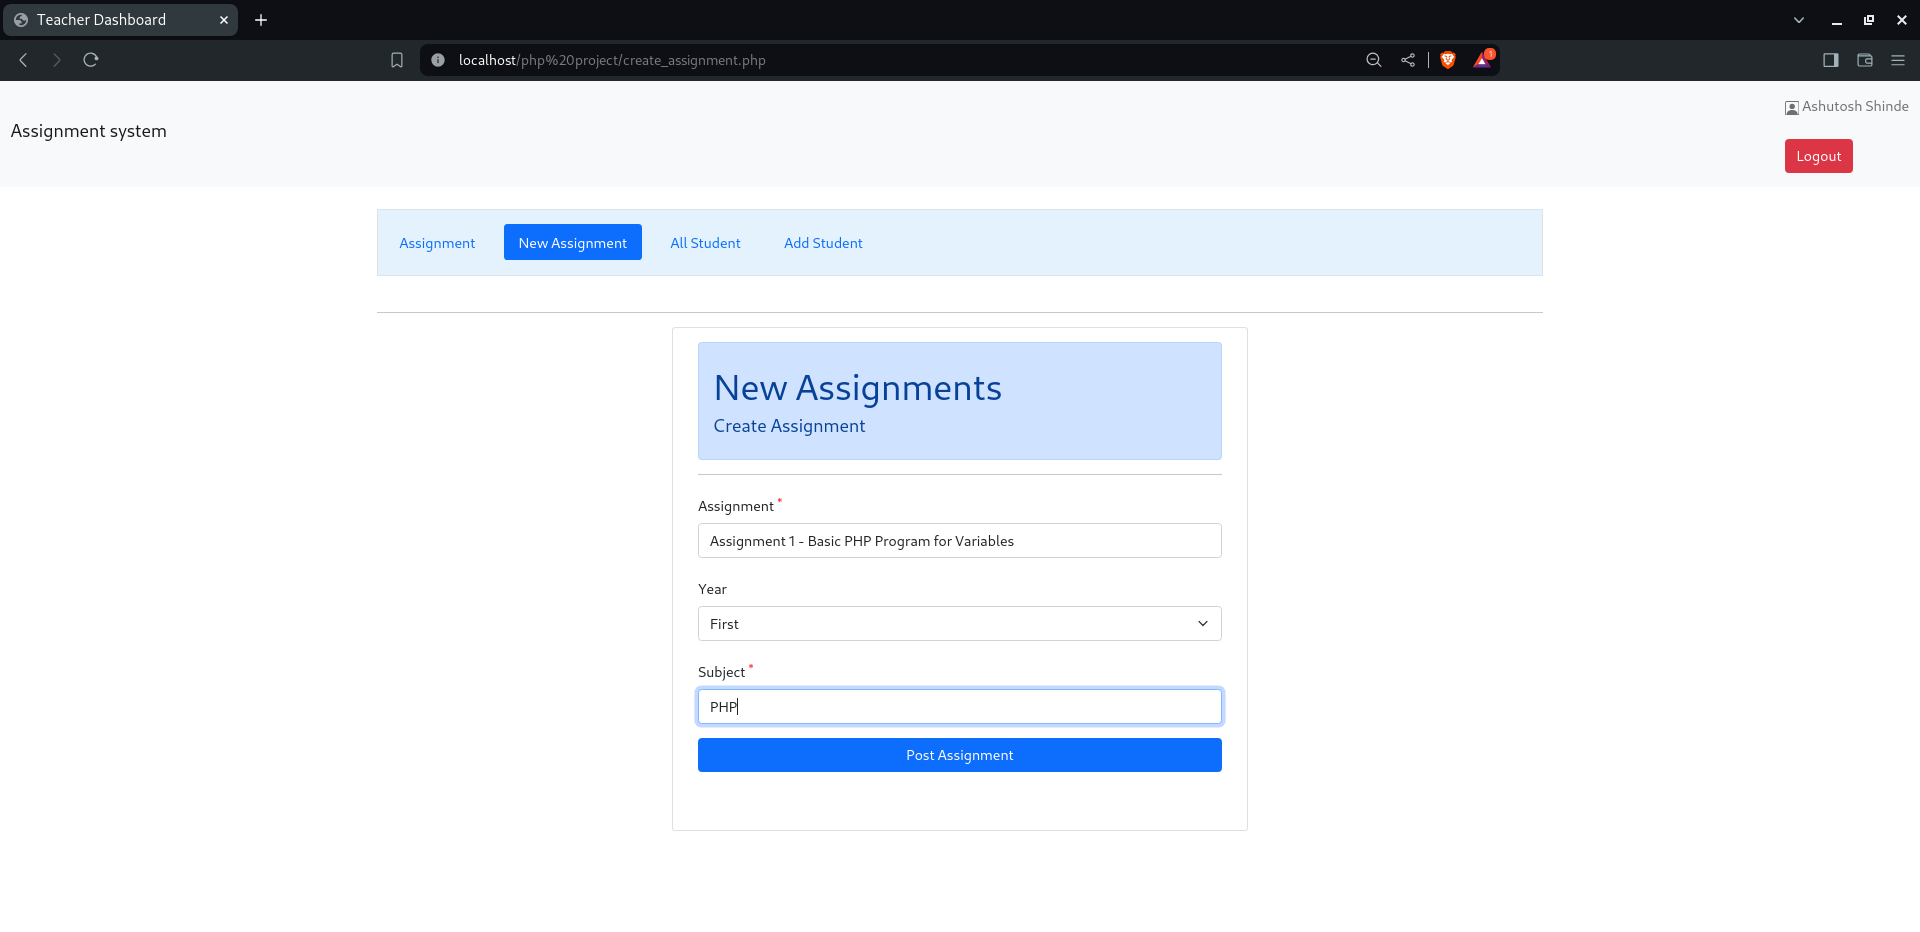 Teacher Dashboard
localhost/php%20project/create_assignment.php
1
Assignment system
Ashutosh Shinde
Logout
Assignment New Assignment All Student Add Student
New Assignments
Create Assignment
Assignment *
Assignment 1 - Basic PHP Program for Variables
Year
First
Subject *
PHP
Post Assignment